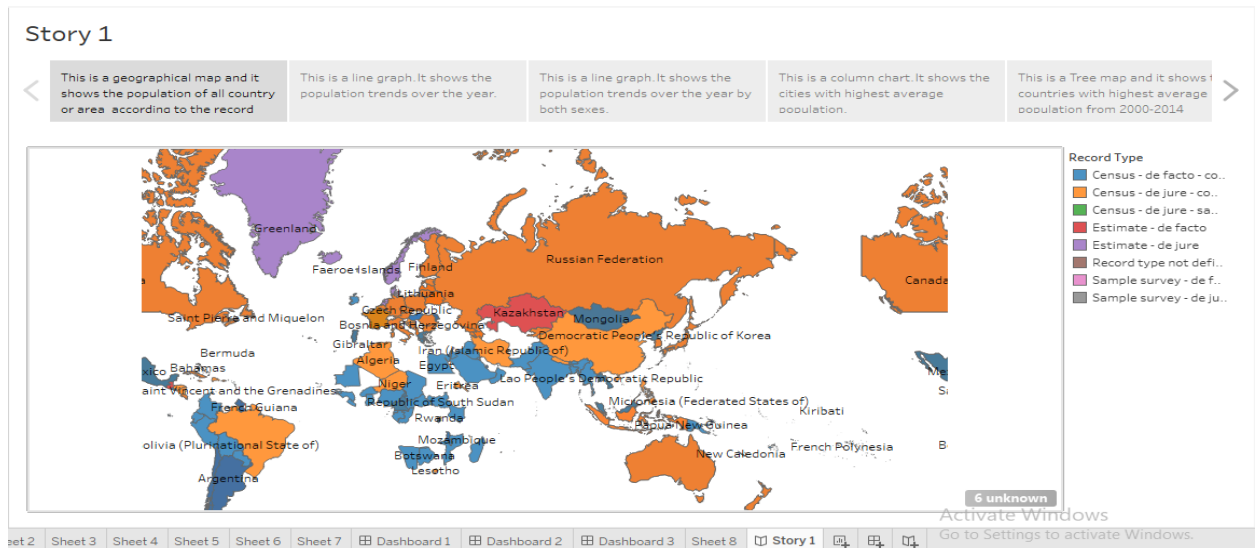 Story 1
This is a geographical map and it
shows the population of all country
or area according to the record
This is a line graph. It shows the
population trends over the year.
This is a line graph. It shows the
population trends over the year by
both sexes.
This is a column chart. It shows the
cities with highest average
population.
This is a Tree map and it shows t
countries with highest average
population from 2000-2014
Record Type
Census - de facto - co..
Census - de jure - co..
Census - de jure - sa..
Estimate - de facto
Estimate - de jure
Record type not defi..
Sample survey - de f..
Sample survey - de ju..
Greenland
Faeroe Islands
Finland
Russian Federation
Canada
Lithuania
Czech Republic
Kazakhstan
Mongolia
Saint Pierre and Miquelon
Bosnia and Herzegovina
Democratic People's Republic of Korea
Gibraltar
Bermuda
Iran (Islamic Republic of)
Algeria
Egypt
xico
Bahamas
Me
Niger
Eritrea
Lao People's Democratic Republic
aint Vincent and the Grenadines
Sa
Republic of South Sudan
Micronesia (Federated States of)
French Guiana
Rwanda
Kiribati
Papua New Guinea
olivia (Plurinational State of)
Mozambique
French Polynesia
B
Botswana
New Caledonia
Lesotho
Argentina
6 unknown
Activate Windows
Go to Settings to activate Windows.
eet 2
Sheet 3
Sheet 4
Sheet 5
Sheet 6
Sheet 7
Dashboard 1
Dashboard 2
Dashboard 3
Sheet 8
Story 1